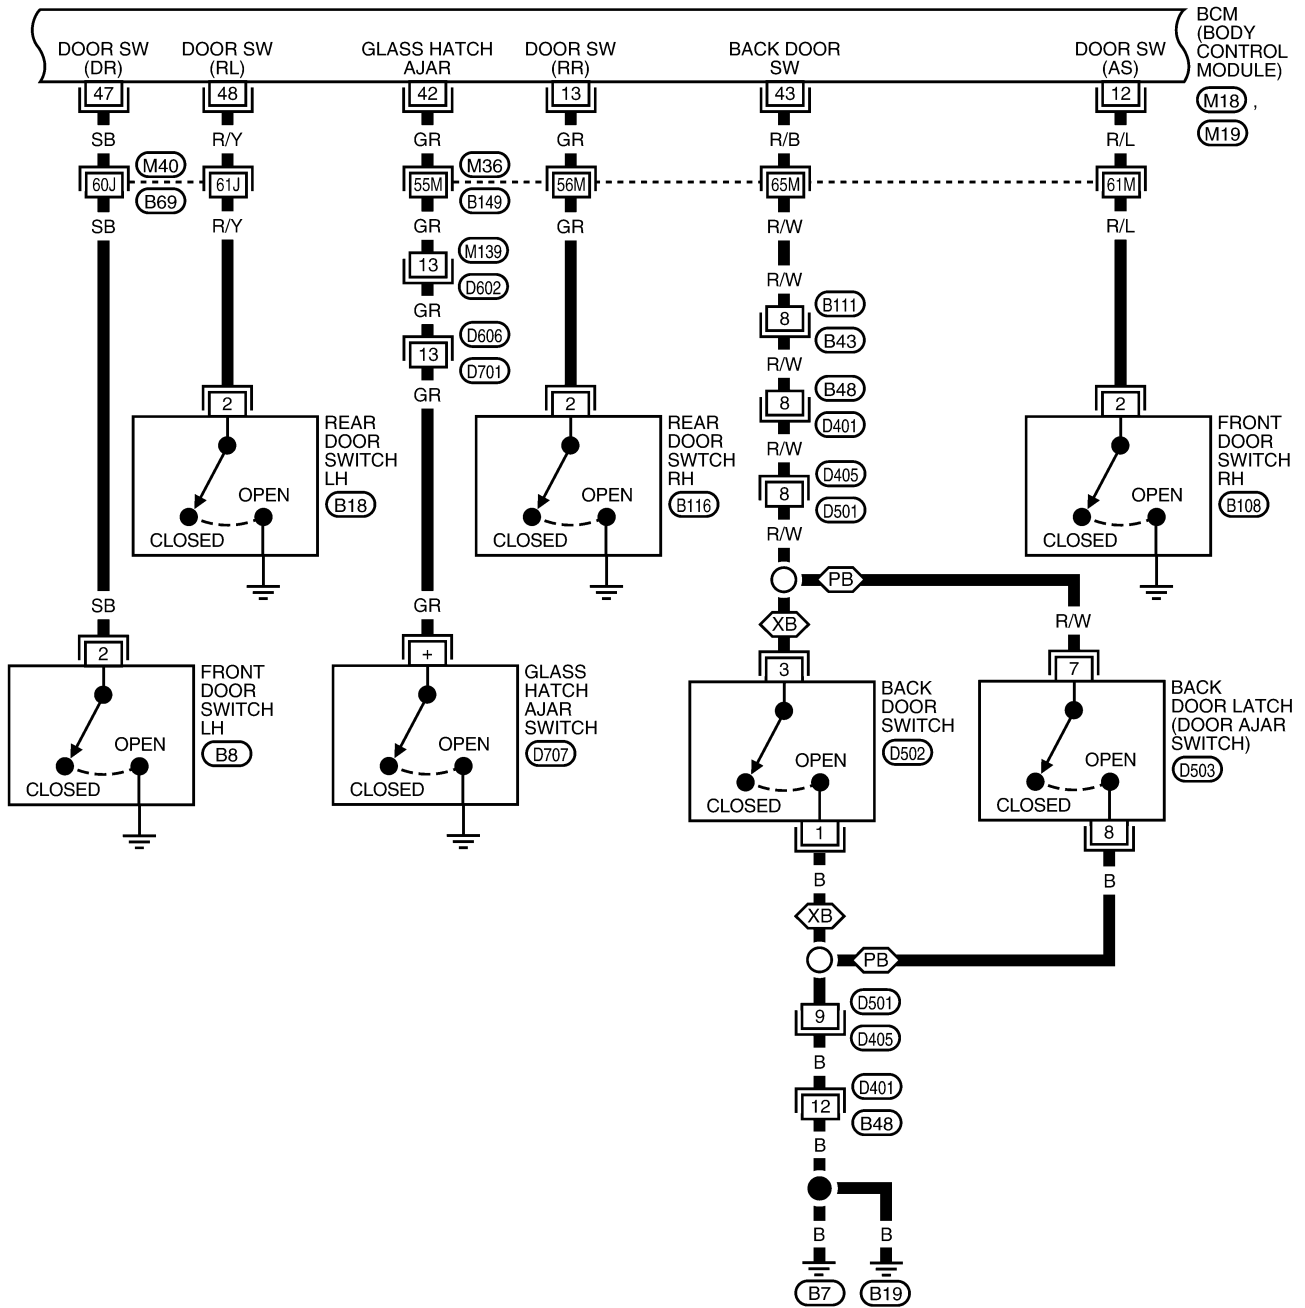 BCM
(BODY
CONTROL
MODULE)
M18 ,
M19
DOOR SW
(DR)
DOOR SW
(RL)
GLASS HATCH
AJAR
DOOR SW
(RR)
BACK DOOR
SW
DOOR SW
(AS)
47 48 42 13 43 12
SB R/Y GR GR R/B R/L
M40 M36
60J 61J 55M 56M 65M 61M
B69 B149
SB R/Y GR GR R/W R/L
M139
13
D602
R/W
B111
8
B43
GR
D606
13
D701
R/W
B48
8
D401
GR
R/W
D405
8
D501
R/W
2
REAR
DOOR
SWITCH
LH
B18
OPEN
CLOSED
2
REAR
DOOR
SWTCH
RH
B116
OPEN
CLOSED
2
FRONT
DOOR
SWITCH
RH
B108
OPEN
CLOSED
PB
XB
R/W
SB
2
FRONT
DOOR
SWITCH
LH
B8
OPEN
CLOSED
GR
+
GLASS
HATCH
AJAR
SWITCH
D707
OPEN
CLOSED
3
BACK
DOOR
SWITCH
D502
OPEN
CLOSED
1
7
BACK
DOOR LATCH
(DOOR AJAR
SWITCH)
D503
OPEN
CLOSED
8
B B
XB
PB
D501
9
D405
B
D401
12
B48
B
B B
B7 B19